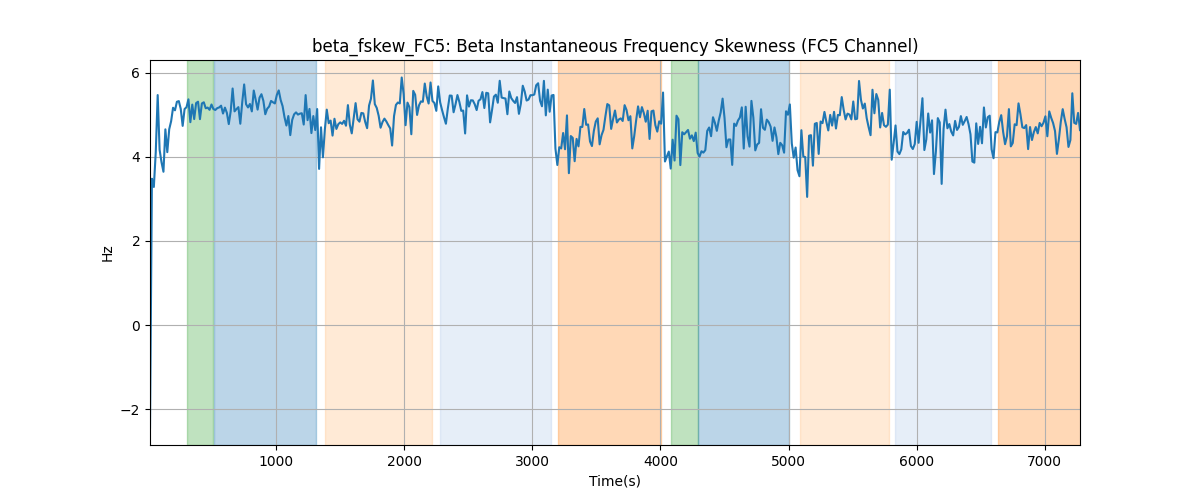 beta_fskew_FC5: Beta Instantaneous Frequency Skewness (FC5 Channel)
6
4
2
0
−2
Hz
1000 2000 3000 4000 5000 6000 7000
Time(s)